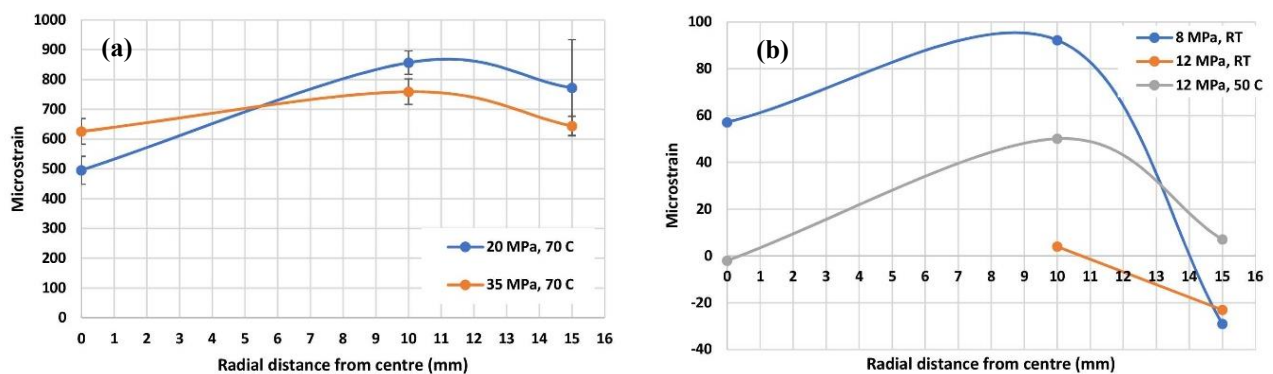 (a)
1000
900
800
700
600
500
400
300
200
100
0
Microstrain
0 1 2 3 4 5 6 7 8 9 10 11 12 13 14 15 16
Radial distance from centre (mm)
20 MPa, 70 C
35 MPa, 70 C
(b)
100
80
60
40
20
0
-20
-40
Microstrain
0 1 2 3 4 5 6 7 8 9 10 11 12 13 14 15 16
Radial distance from centre (mm)
8 MPa, RT
12 MPa, RT
12 MPa, 50 C